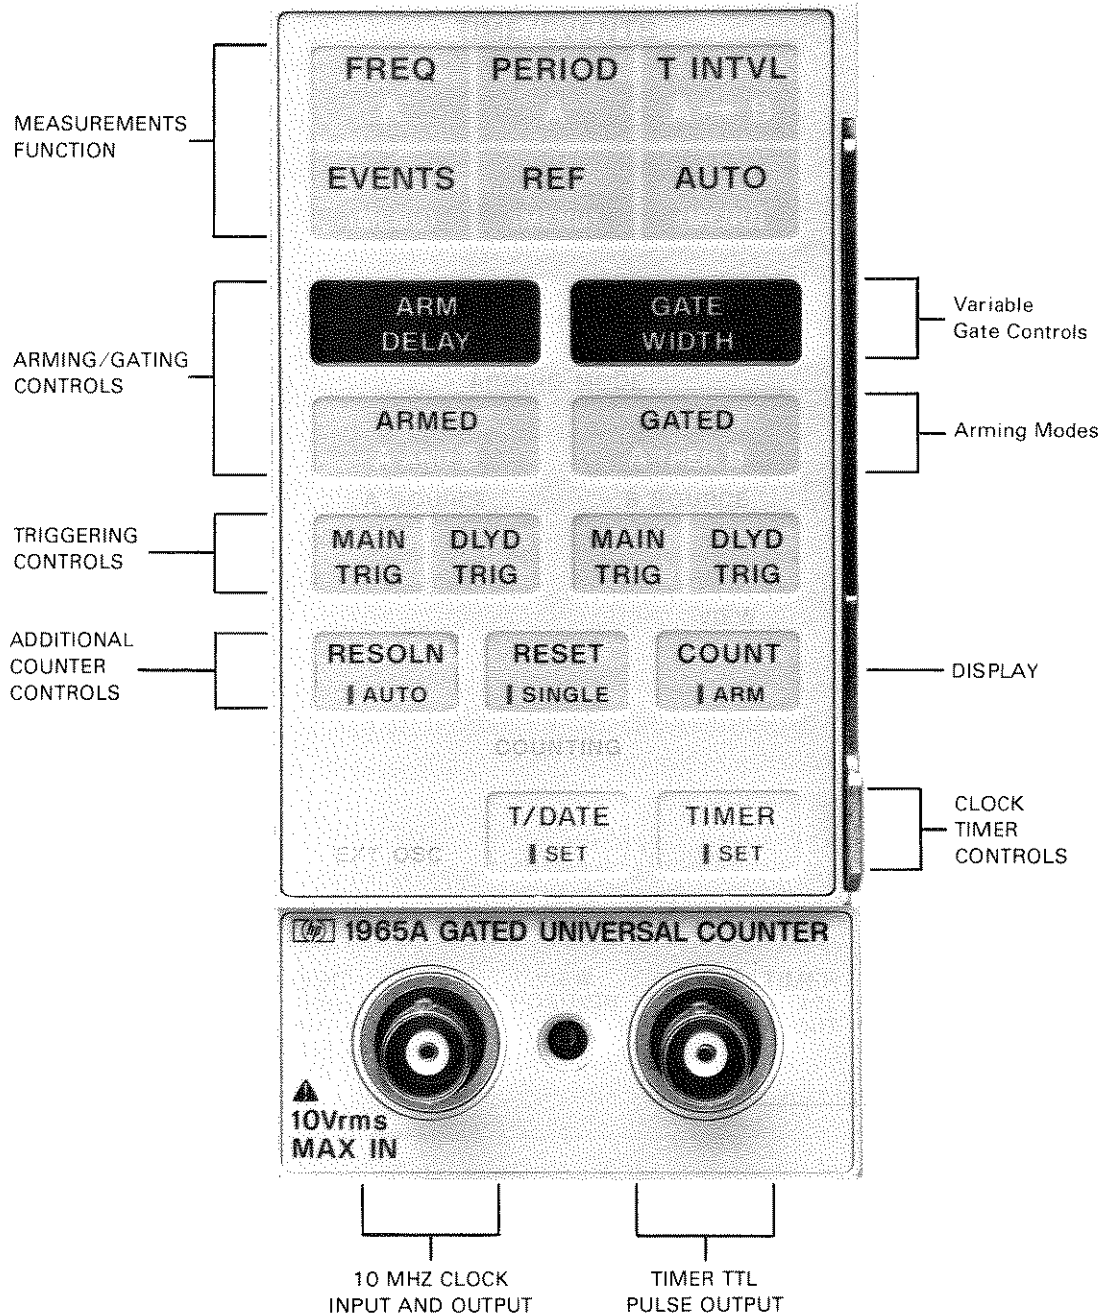 FREQ PERIOD T INTVL
MEASUREMENTS
FUNCTION
EVENTS REF AUTO
ARM
DELAY
GATE
WIDTH
Variable
Gate Controls
ARMING/GATING
CONTROLS
ARMED GATED
Arming Modes
TRIGGERING
CONTROLS
MAIN
TRIG
DLYD
TRIG
MAIN
TRIG
DLYD
TRIG
ADDITIONAL
COUNTER
CONTROLS
RESOLN
AUTO
RESET
SINGLE
COUNT
ARM
DISPLAY
COUNTING
T/DATE
SET
TIMER
SET
EXT OSC
CLOCK
TIMER
CONTROLS
hp 1965A GATED UNIVERSAL COUNTER
10Vrms
MAX IN
10 MHZ CLOCK
INPUT AND OUTPUT
TIMER TTL
PULSE OUTPUT